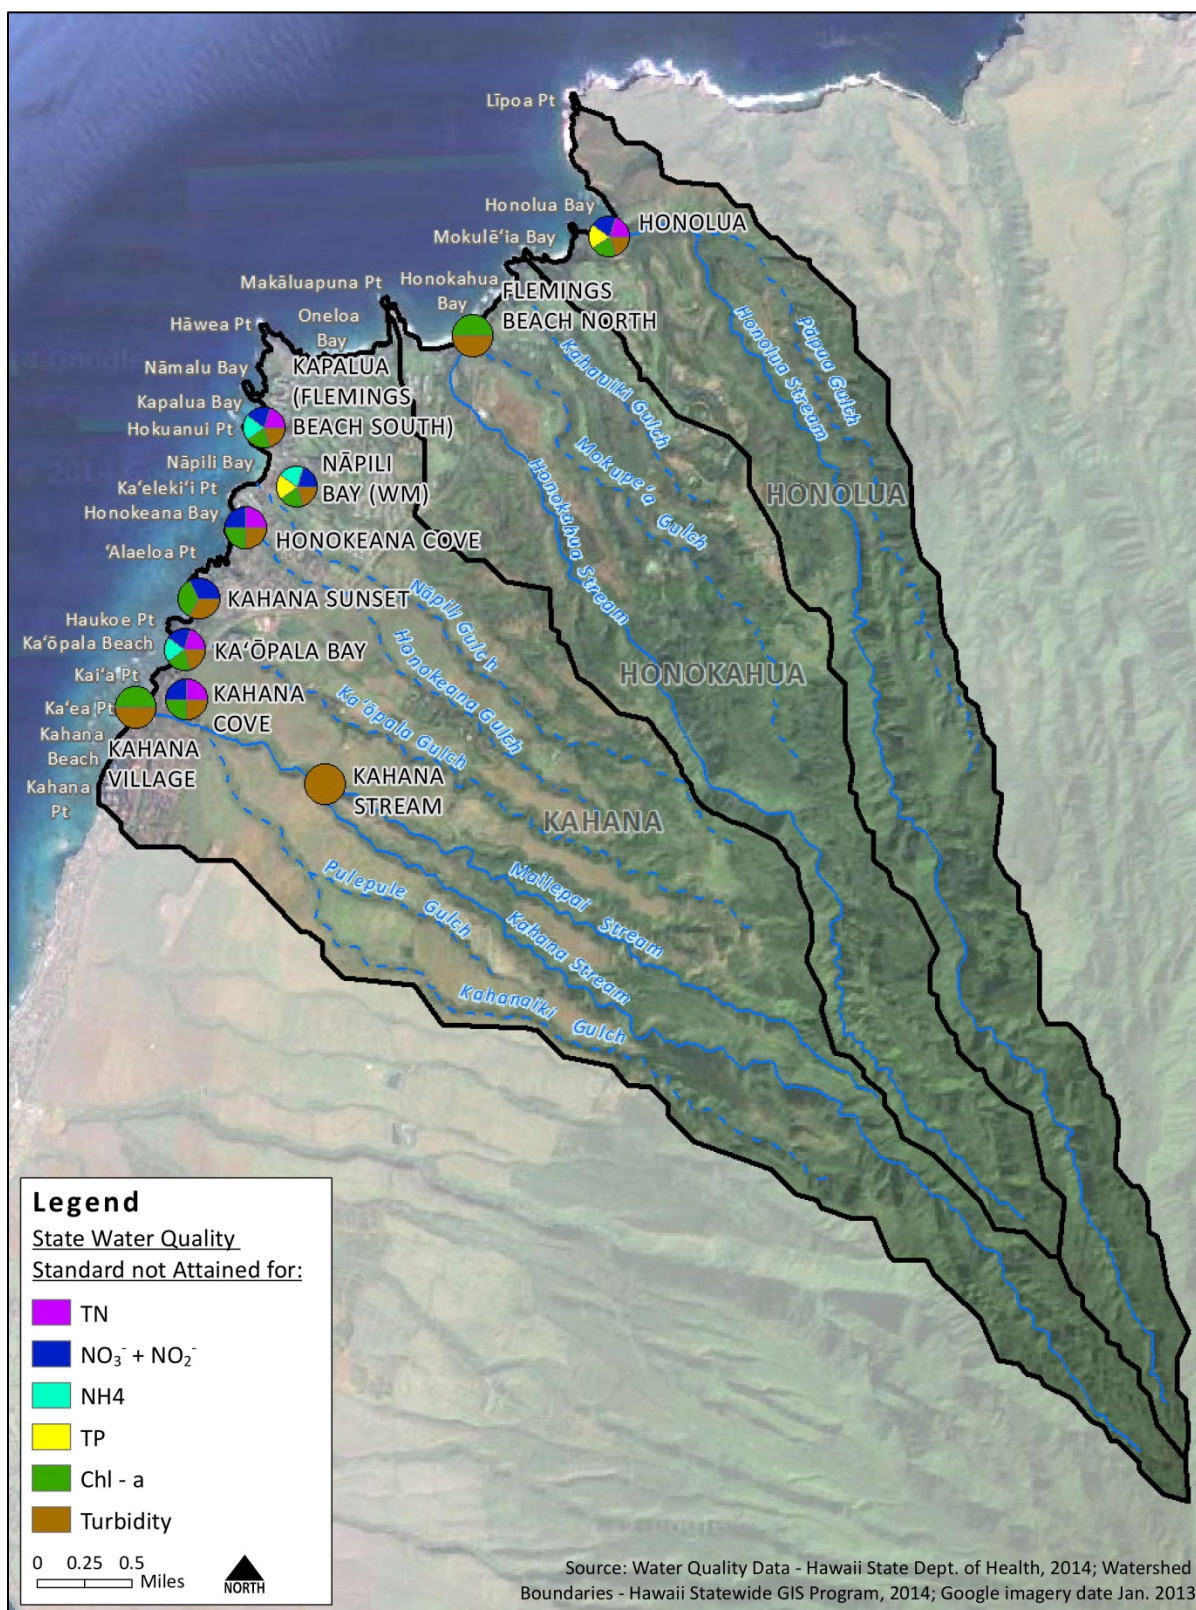 Līpoa Pt
Honolua Bay
HONOLUA
Mokulē‘ia Bay
Makāluapuna Pt
Honokahua
Bay
FLEMINGS
BEACH NORTH
Oneloa
Bay
Hāwea Pt
Nāmalu Bay
KAPALUA
(FLEMINGS
BEACH SOUTH)
Kapalua Bay
Hokuanui Pt
Nāpili Bay
NĀPILI
BAY (WM)
Ka‘eleki‘i Pt
Honokeana Bay
HONOKEANA COVE
‘Alaeloa Pt
KAHANA SUNSET
Haukoe Pt
Ka‘ōpala Beach
KA‘ŌPALA BAY
Kai‘a Pt
KAHANA
COVE
Ka‘ea Pt
Kahana
Beach
KAHANA
VILLAGE
Kahana
Pt
KAHANA
STREAM
Honolua Stream
Pāpua Gulch
Kahauiki Gulch
Mokupe‘a Gulch
Honokahua Stream
HONOLUA
HONOKAHUA
KAHANA
Nāpili Gulch
Honokeana Gulch
Ka‘ōpala Gulch
Mailepai Stream
Kahana Stream
Pulepule Gulch
Kahanaiki Gulch
Legend
State Water Quality
Standard not Attained for:
TN
NO₃⁻ + NO₂⁻
NH4
TP
Chl - a
Turbidity
0 0.25 0.5
Miles
NORTH
Source: Water Quality Data - Hawaii State Dept. of Health, 2014; Watershed
Boundaries - Hawaii Statewide GIS Program, 2014; Google imagery date Jan. 2013